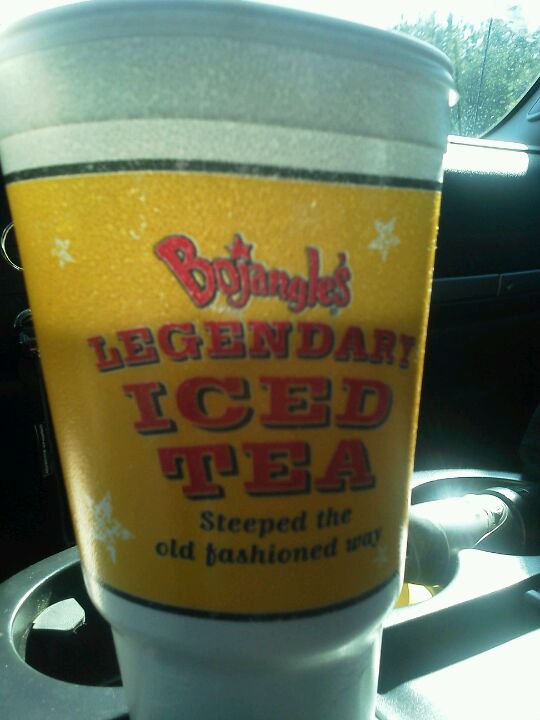 Bojangles'
LEGENDARY
ICED
TEA
Steeped the
old fashioned way